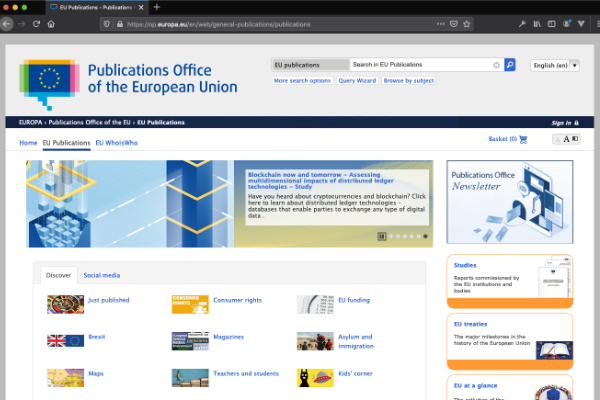 EU Publications - Publications
https://op.europa.eu/en/web/general-publications/publications
Publications Office
of the European Union
EU publications
Search in EU Publications
English (en)
More search options
Query Wizard
Browse by subject
EUROPA › Publications Office of the EU › EU Publications
Sign in
Home
EU Publications
EU WhoisWho
Basket (0)
A A
Blockchain now and tomorrow – Assessing
multidimensional impacts of distributed ledger
technologies – Study
Have you heard about cryptocurrencies and blockchain? Click
here to learn about distributed ledger technologies –
databases that enable parties to exchange any type of digital
data .
Publications Office
Newsletter
Discover
Social media
Just published
CONSUMER
RIGHTS
Consumer rights
EU funding
Brexit
Magazines
Asylum and
immigration
Maps
Teachers and students
Kids' corner
Studies
Reports commissioned by
the EU institutions and
bodies
EU treaties
The major milestones in the
history of the European Union
EU at a glance
The activities of the